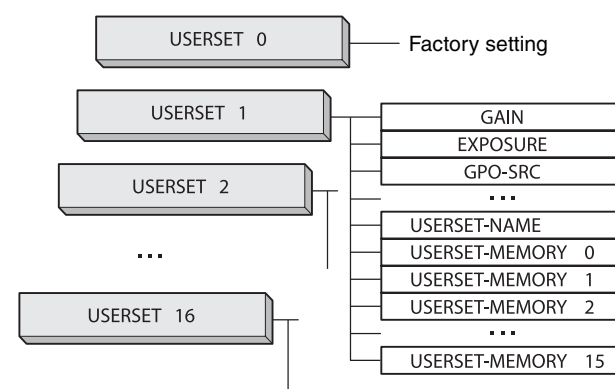 USERSET 0
Factory setting
USERSET 1
GAIN
EXPOSURE
GPO-SRC
...
USERSET-NAME
USERSET-MEMORY 0
USERSET-MEMORY 1
USERSET-MEMORY 2
...
USERSET-MEMORY 15
USERSET 2
...
USERSET 16